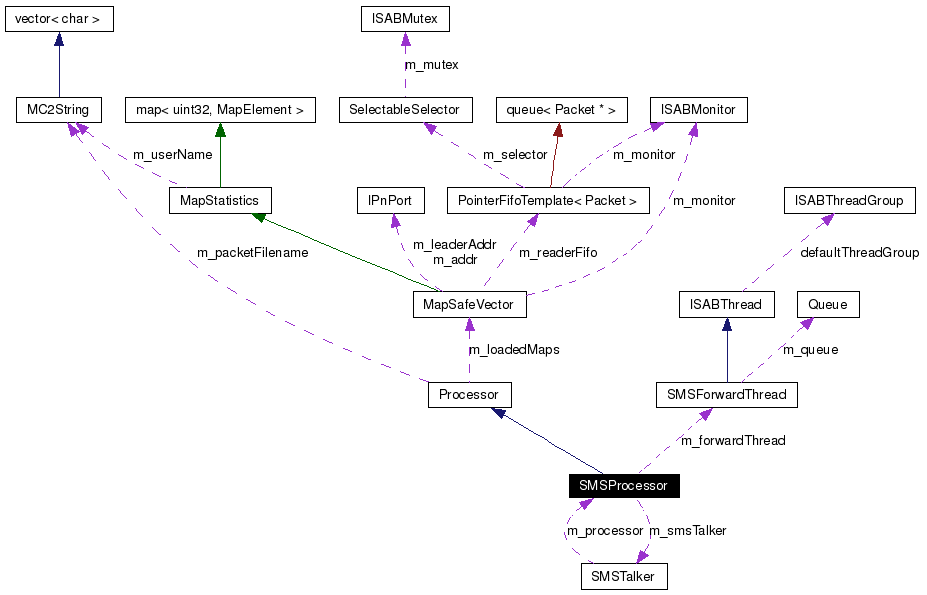 vector< char >
ISABMutex
m_mutex
MC2String
map< uint32, MapElement >
SelectableSelector
queue< Packet * >
ISABMonitor
m_userName
m_selector
m_monitor
MapStatistics
IPnPort
PointerFifoTemplate< Packet >
m_monitor
ISABThreadGroup
m_packetFilename
m_leaderAddr
m_addr
m_readerFifo
defaultThreadGroup
MapSafeVector
ISABThread
Queue
m_loadedMaps
m_queue
Processor
SMSForwardThread
m_forwardThread
SMSProcessor
m_processor
m_smsTalker
SMSTalker